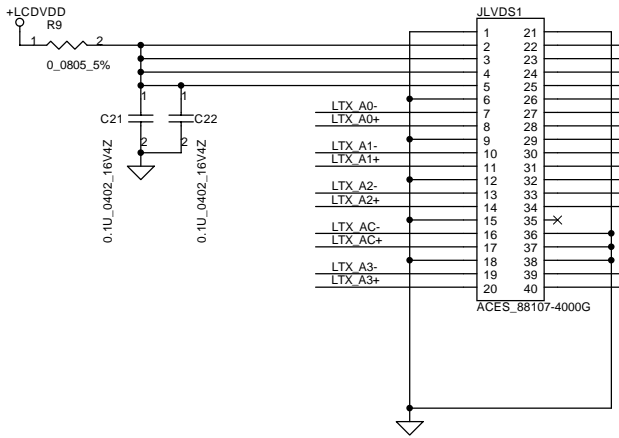 +LCDVDD
R9
1
2
0_0805_5%
1
1
C21
C22
2
2
0.1U_0402_16V4Z
0.1U_0402_16V4Z
JLVDS1
1 21
2 22
3 23
4 24
5 25
6 26
LTX_A0- 7 27
LTX_A0+ 8 28
9 29
LTX_A1- 10 30
LTX_A1+ 11 31
12 32
LTX_A2- 13 33
LTX_A2+ 14 34
15 35
LTX_AC- 16 36
LTX_AC+ 17 37
18 38
LTX_A3- 19 39
LTX_A3+ 20 40
ACES_88107-4000G